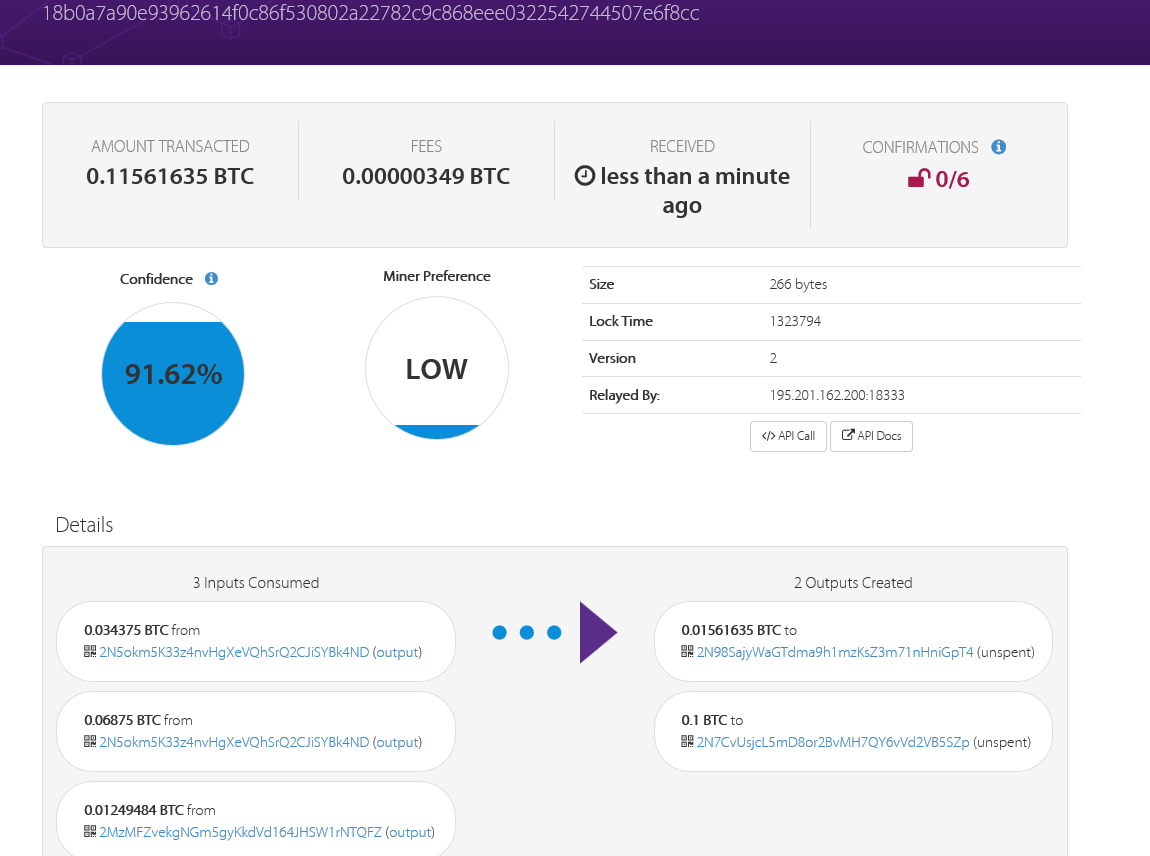 18b0a7a90e93962614f0c86f530802a22782c9c868eee0322542744507e6f8cc
AMOUNT TRANSACTED
0.11561635 BTC
FEES
0.00000349 BTC
RECEIVED
less than a minute
ago
CONFIRMATIONS
0/6
Confidence
91.62%
Miner Preference
LOW
Size 266 bytes
Lock Time 1323794
Version 2
Relayed By: 195.201.162.200:18333
</> API Call
API Docs
Details
3 Inputs Consumed
0.034375 BTC from
2N5okm5K33z4nvHgXeVQhSrQ2CJiSYBk4ND (output)
0.06875 BTC from
2N5okm5K33z4nvHgXeVQhSrQ2CJiSYBk4ND (output)
0.01249484 BTC from
2MzMFZvekgNGm5gyKkdVd164JHSW1rNTQFZ (output)
2 Outputs Created
0.01561635 BTC to
2N98SajyWaGTdma9h1mzKsZ3m71nHniGpT4 (unspent)
0.1 BTC to
2N7CvUsjcL5mD8or2BvMH7QY6vVd2VB5SZp (unspent)